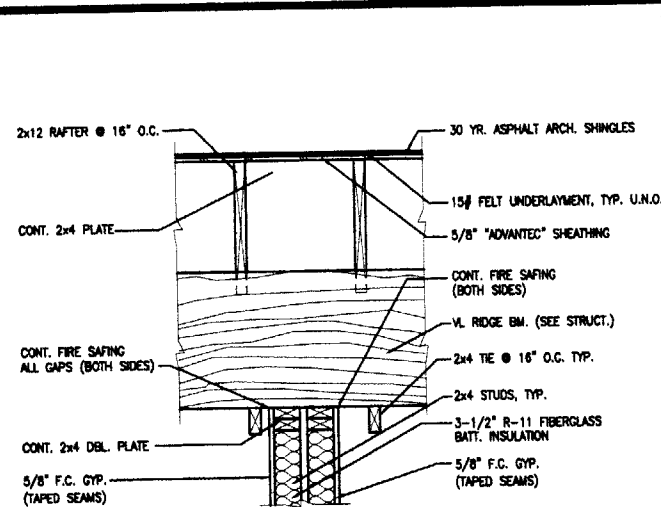 2x12 RAFTER @ 16" O.C.
CONT. 2x4 PLATE
CONT. FIRE SAFING
ALL GAPS (BOTH SIDES)
CONT. 2x4 DBL. PLATE
5/8" F.C. GYP.
(TAPED SEAMS)
30 YR. ASPHALT ARCH. SHINGLES
15# FELT UNDERLAYMENT, TYP. U.N.O.
5/8" "ADVANTEC" SHEATHING
CONT. FIRE SAFING
(BOTH SIDES)
VL RIDGE BM. (SEE STRUCT.)
2x4 TIE @ 16" O.C. TYP.
2x4 STUDS, TYP.
3-1/2" R-11 FIBERGLASS
BATT. INSULATION
5/8" F.C. GYP.
(TAPED SEAMS)